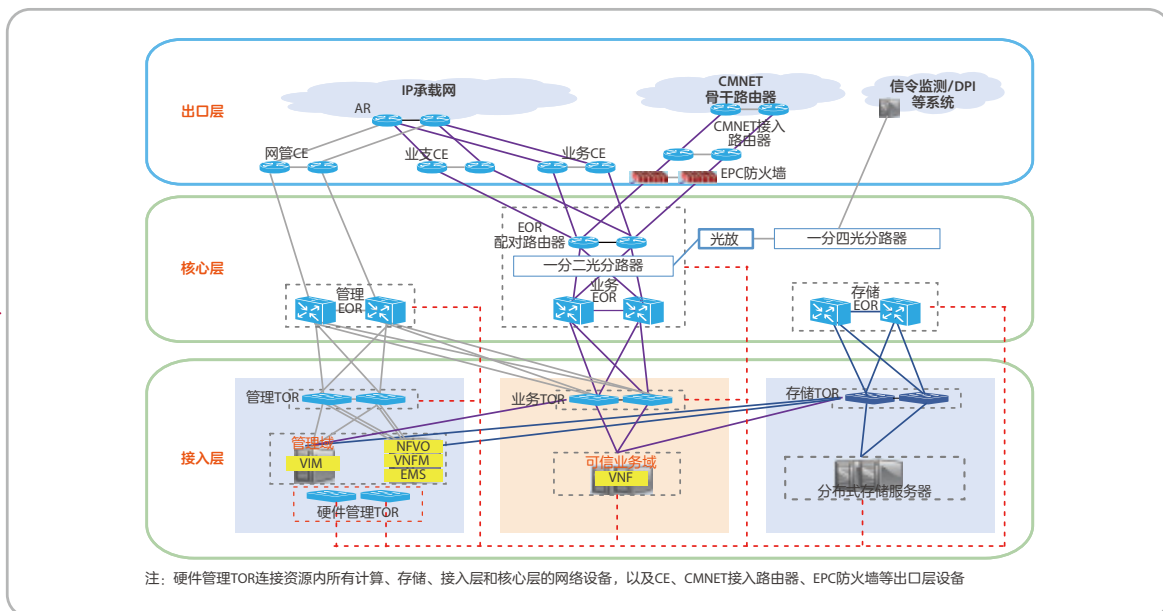 出口层
IP承载网
AR
CMNET
骨干路由器
信令监测/DPI
等系统
网管CE
业支CE
业务CE
CMNET接入
路由器
EPC防火墙
核心层
EOR
配对路由器
光放
一分四光分路器
一分二光分路器
管理
EOR
业务
EOR
存储
EOR
接入层
管理TOR
业务TOR
存储TOR
管理域
VIM
NFVO
VNFM
EMS
可信业务域
VNF
分布式存储服务器
硬件管理TOR
注：硬件管理TOR连接资源内所有计算、存储、接入层和核心层的网络设备，以及CE、CMNET接入路由器、EPC防火墙等出口层设备